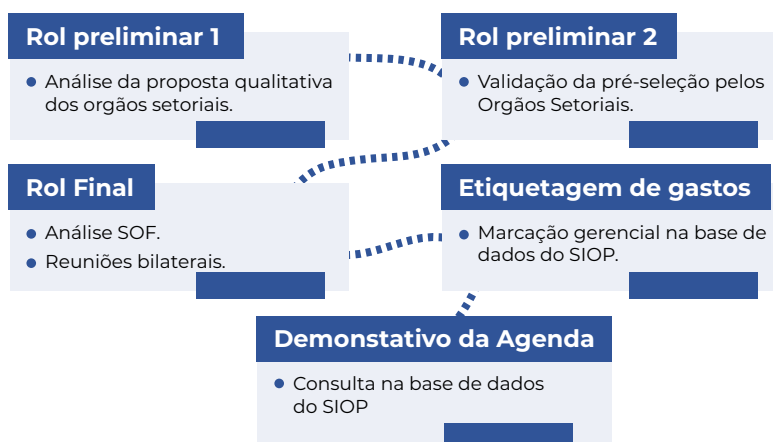 Rol preliminar 1
Análise da proposta qualitativa
dos orgãos setoriais.
Rol preliminar 2
Validação da pré-seleção pelos
Orgãos Setoriais.
Rol Final
Análise SOF.
Reuniões bilaterais.
Etiquetagem de gastos
Marcação gerencial na base de
dados do SIOP.
Demonstativo da Agenda
Consulta na base de dados
do SIOP